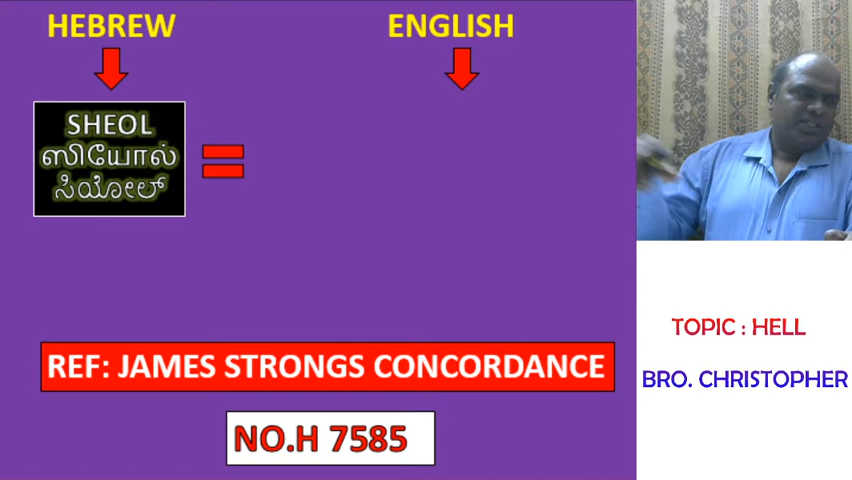 HEBREW
ENGLISH
SHEOL
ஸியோல்
ಸಿಯೋಲ್
=
REF: JAMES STRONGS CONCORDANCE
NO.H 7585
TOPIC : HELL
BRO. CHRISTOPHER